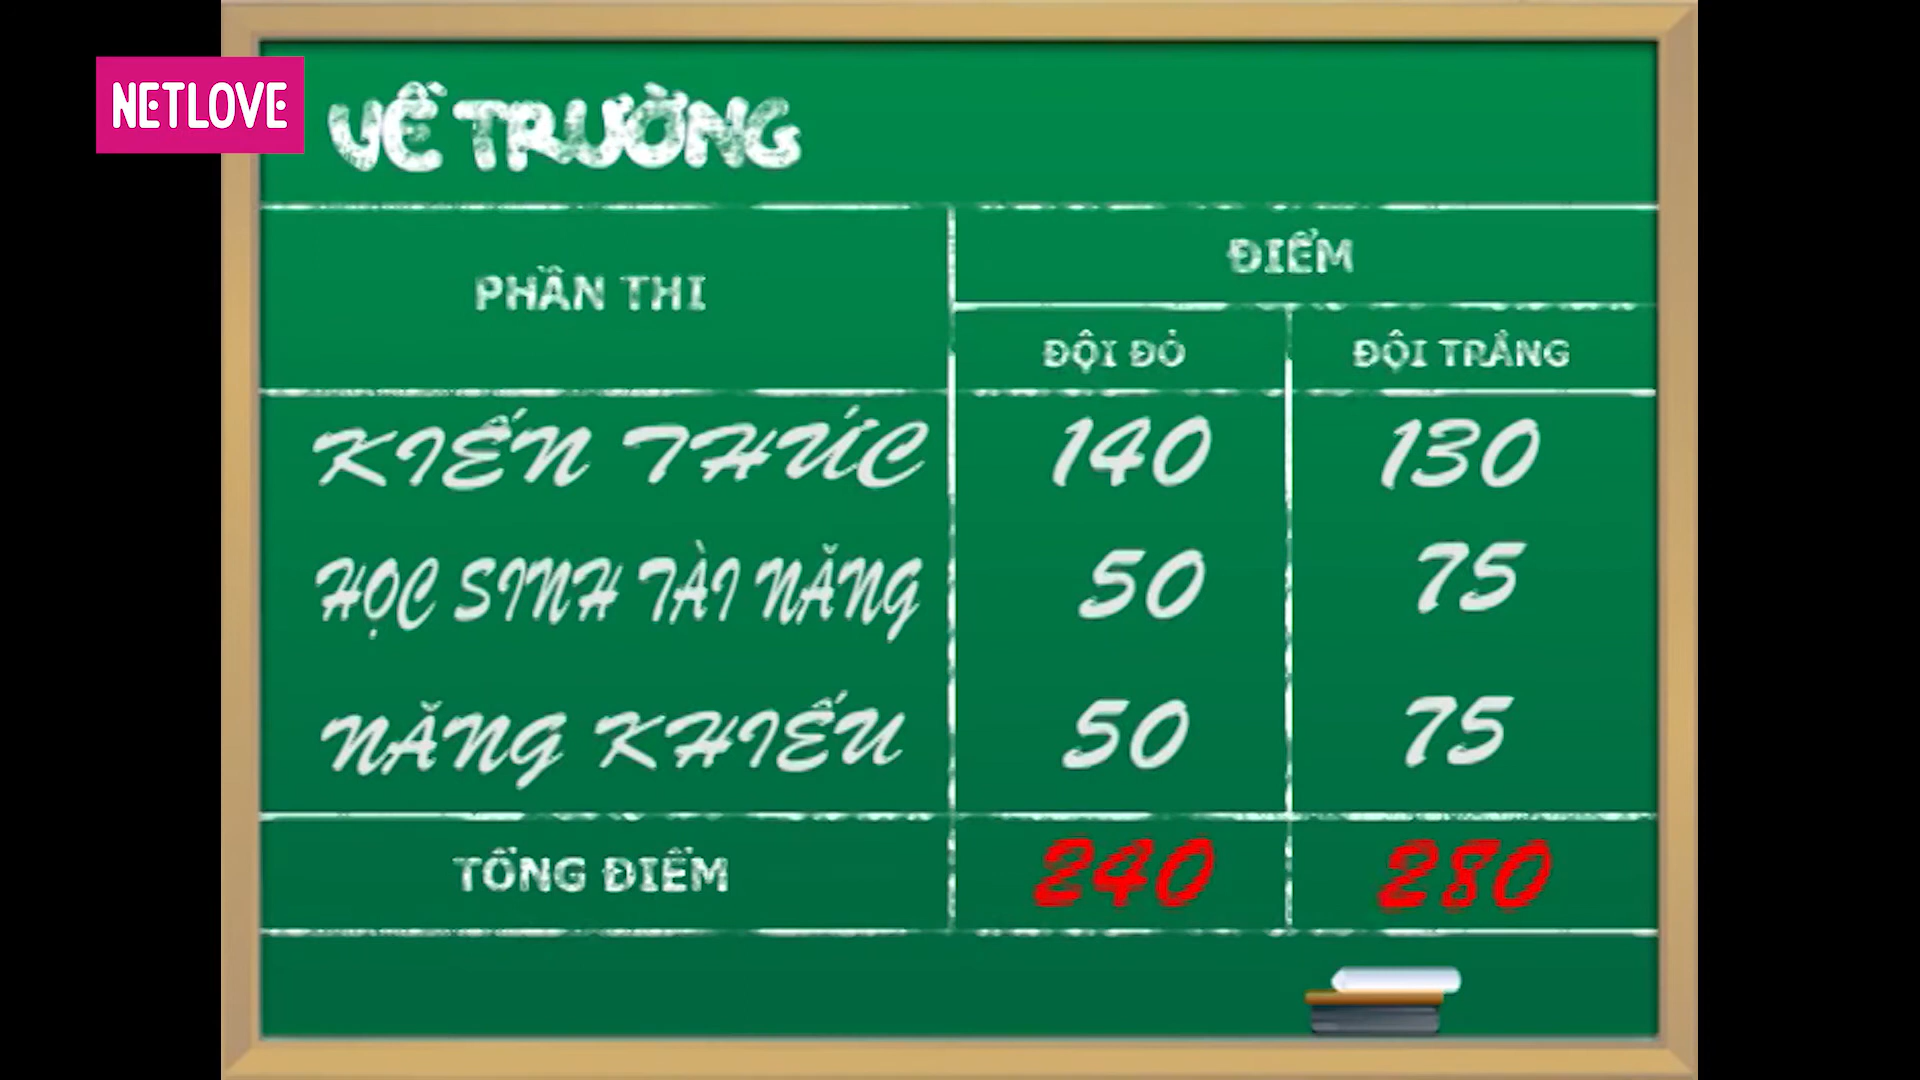 NETLOVE
VỀ TRƯỜNG
PHẦN THI
ĐIỂM
ĐỘI ĐỎ
ĐỘI TRẮNG
KIẾN THỨC 140 130
HỌC SINH TÀI NĂNG 50 75
NĂNG KHIẾU 50 75
TỔNG ĐIỂM 240 280